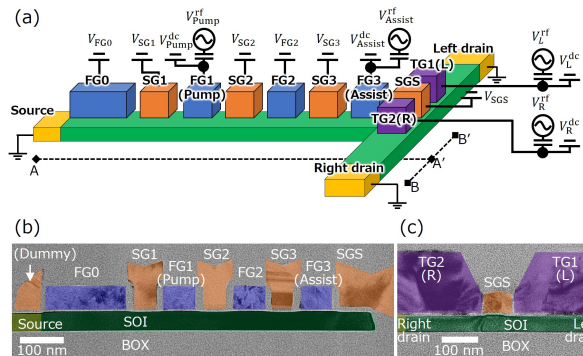 (a)
V_FG0
V_SG1
V_Pump^dc
V_Pump^rf
V_SG2
V_FG2
V_SG3
V_Assist^dc
V_Assist^rf
V_L^rf
V_L^dc
V_SGS
V_R^rf
V_R^dc
FG0
SG1
FG1
(Pump)
SG2
FG2
SG3
FG3
(Assist)
SGS
TG1(L)
TG2(R)
Left drain
Source
Right drain
A
A'
B
B'
(b)
(Dummy)
FG0
SG1
FG1
(Pump)
SG2
FG2
SG3
FG3
(Assist)
SGS
Source
SOI
100 nm
BOX
(c)
TG2
(R)
SGS
TG1
(L)
Right
drain
SOI
Le
dra
100 nm
BOX